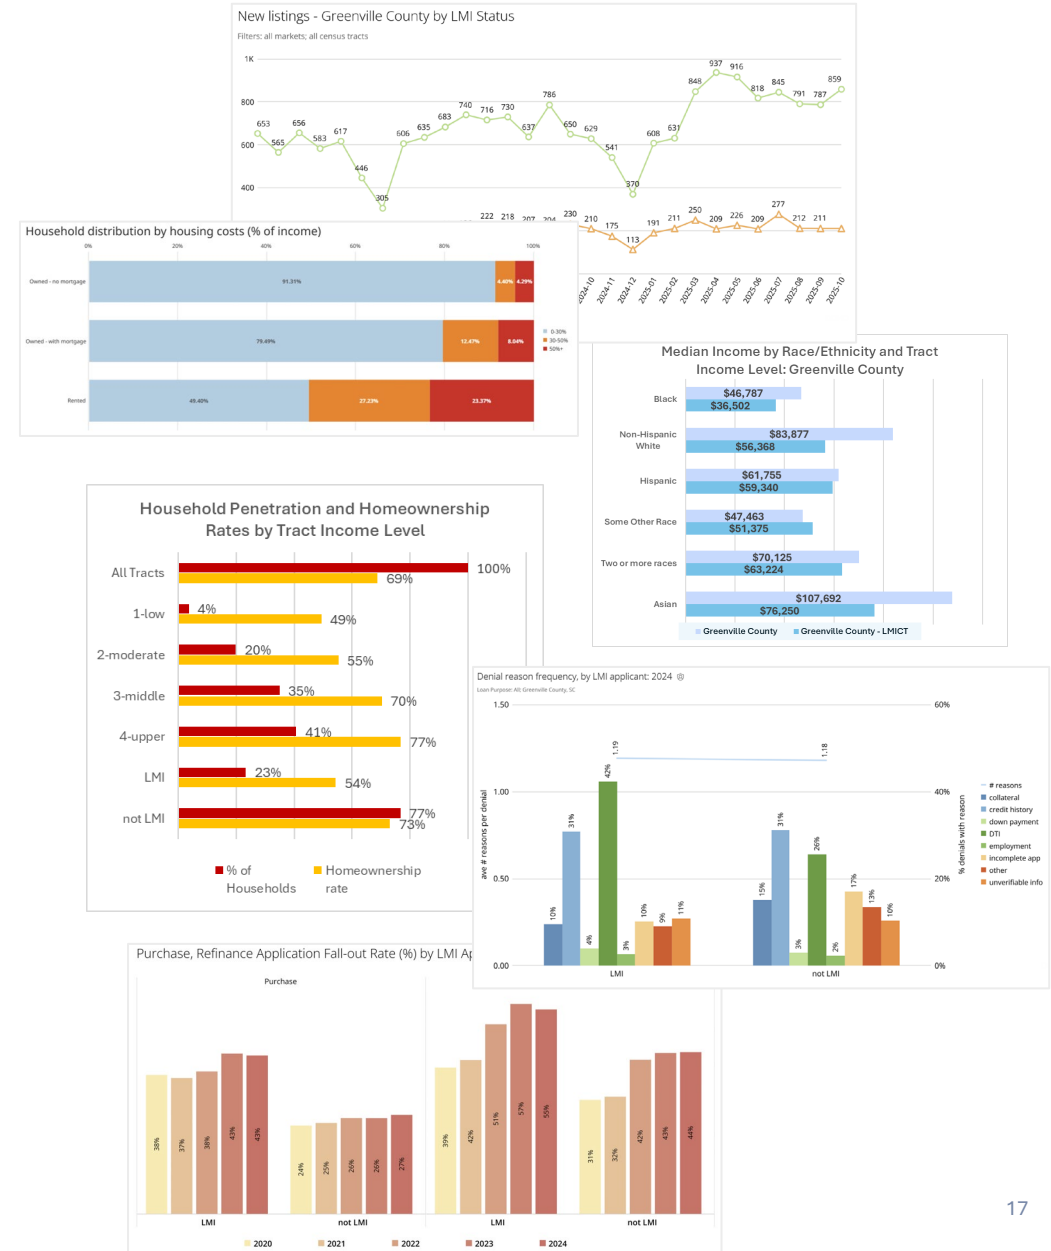 New listings - Greenville County by LMI Status
Filters: all markets; all census tracts
1K
800
600
400
653
565
656
583
617
446
305
606
635
683
740
716
730
637
786
650
629
541
370
608
631
848
937
916
818
845
791
787
859
222
218
207
204
230
210
175
113
191
211
250
209
226
209
277
212
211
2024-10
2024-11
2024-12
2025-01
2025-02
2025-03
2025-04
2025-05
2025-06
2025-07
2025-08
2025-09
2025-10
Household distribution by housing costs (% of income)
0% 20% 40% 60% 80% 100%
Owned - no mortgage 91.31% 4.40% 4.29%
Owned - with mortgage 79.49% 12.47% 8.04%
Rented 49.40% 27.23% 23.37%
0-30%
30-50%
50%+
Median Income by Race/Ethnicity and Tract
Income Level: Greenville County
Black
$46,787
$36,502
Non-Hispanic
White
$83,877
$56,368
Hispanic
$61,755
$59,340
Some Other Race
$47,463
$51,375
Two or more races
$70,125
$63,224
Asian
$107,692
$76,250
Greenville County Greenville County - LMICT
Household Penetration and Homeownership
Rates by Tract Income Level
All Tracts
100%
69%
1-low
4%
49%
2-moderate
20%
55%
3-middle
35%
70%
4-upper
41%
77%
LMI
23%
54%
not LMI
77%
73%
% of
Households
Homeownership
rate
Denial reason frequency, by LMI applicant: 2024
Loan Purpose: All; Greenville County, SC
1.50
1.00
0.50
0.00
ave # reasons per denial
60%
40%
20%
0%
% denials with reason
1.19
1.18
10%
31%
4%
42%
3%
10%
9%
11%
15%
31%
3%
26%
2%
17%
13%
10%
LMI
not LMI
# reasons
collateral
credit history
down payment
DTI
employment
incomplete app
other
unverifiable info
Purchase, Refinance Application Fall-out Rate (%) by LMI Ap
Purchase
38%
37%
38%
43%
43%
24%
25%
26%
26%
27%
39%
42%
51%
57%
55%
31%
32%
42%
43%
44%
LMI not LMI LMI not LMI
2020 2021 2022 2023 2024
17